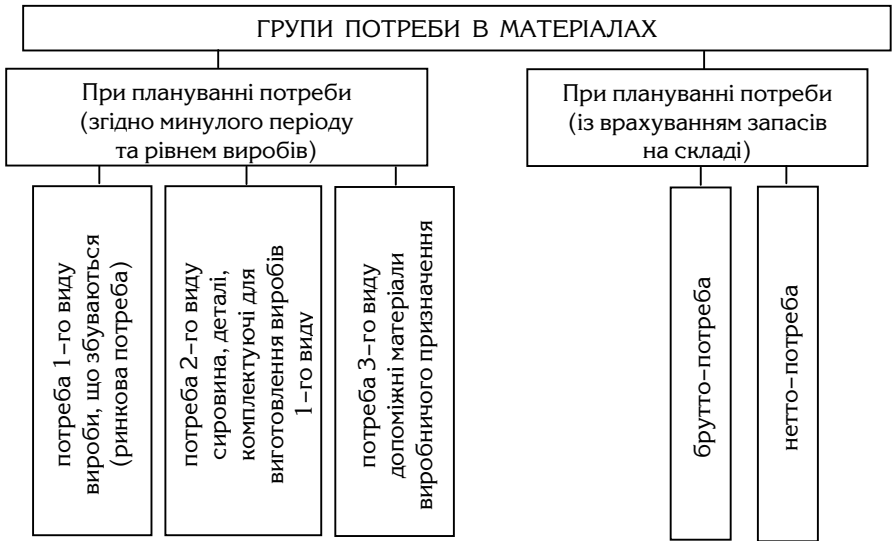 ГРУПИ ПОТРЕБИ В МАТЕРІАЛАХ
При плануванні потреби
(згідно минулого періоду
та рівнем виробів)
При плануванні потреби
(із врахуванням запасів
на складі)
потреба 1-го виду
вироби, що збуваються
(ринкова потреба)
потреба 2-го виду
сировина, деталі,
комплектуючі для
виготовлення виробів
1-го виду
потреба 3-го виду
допоміжні матеріали
виробничого призначення
брутто-потреба
нетто-потреба